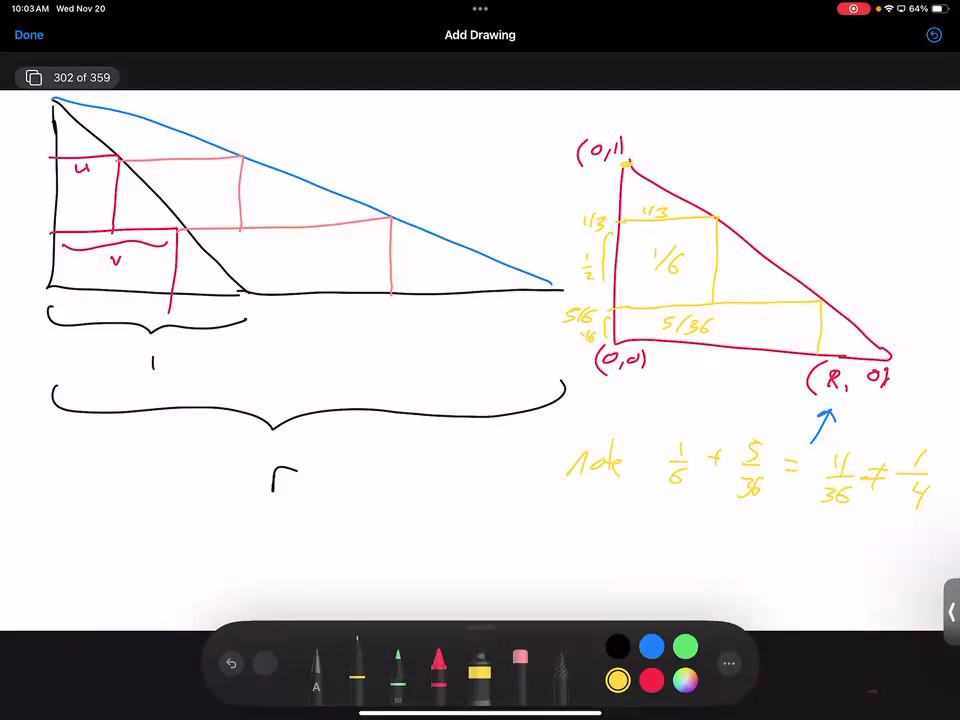 10:03 AM Wed Nov 20
64%
Done
Add Drawing
302 of 359
u
v
1
r
(0,1)
1/3
1/3
1/2
1/6
5/6
1/6
5/36
(0,0)
(R, 0)
note 1/6 + 5/36 = 11/36 ≠ 1/4
A
50